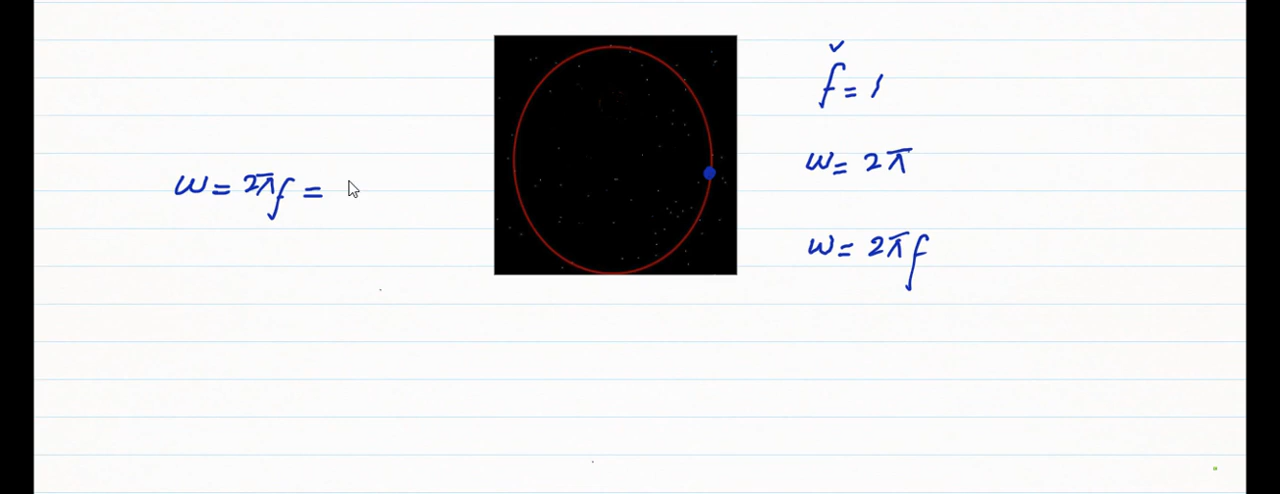 w = 2πf =
f = 1
w = 2π
w = 2πf